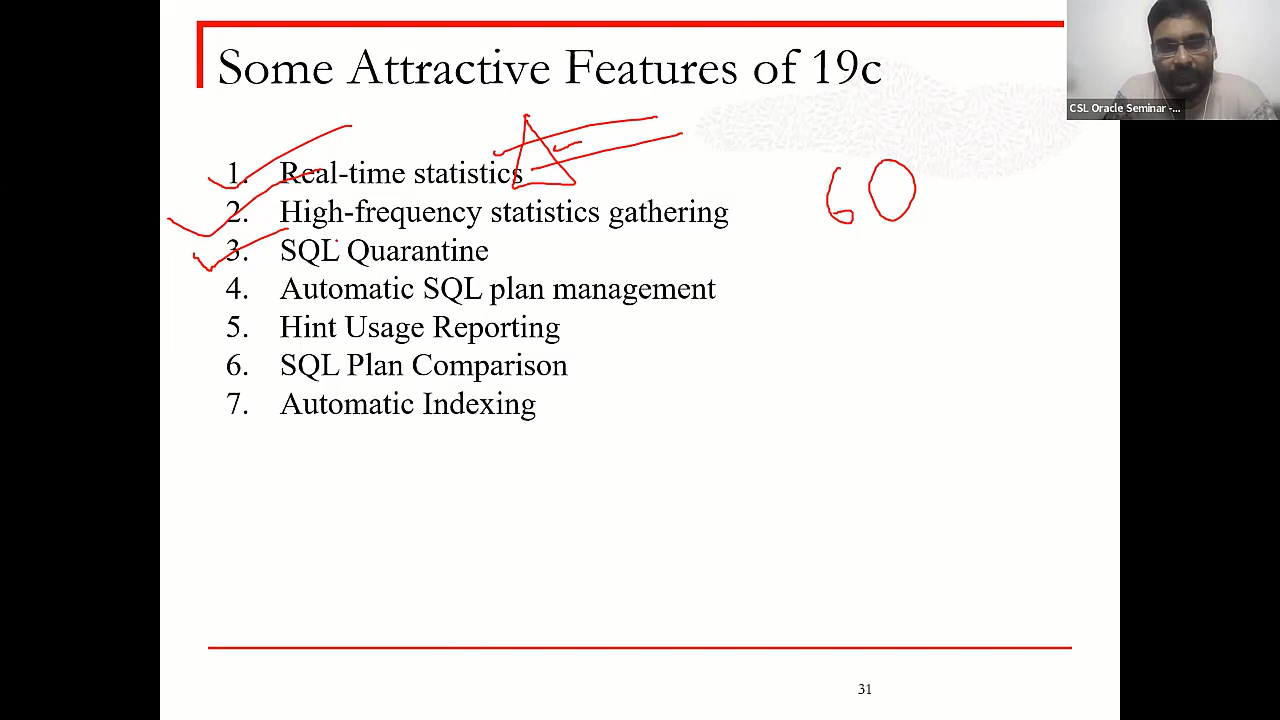 Some Attractive Features of 19c
CSL Oracle Seminar -...
1. Real-time statistics
2. High-frequency statistics gathering
60
3. SQL Quarantine
4. Automatic SQL plan management
5. Hint Usage Reporting
6. SQL Plan Comparison
7. Automatic Indexing
31